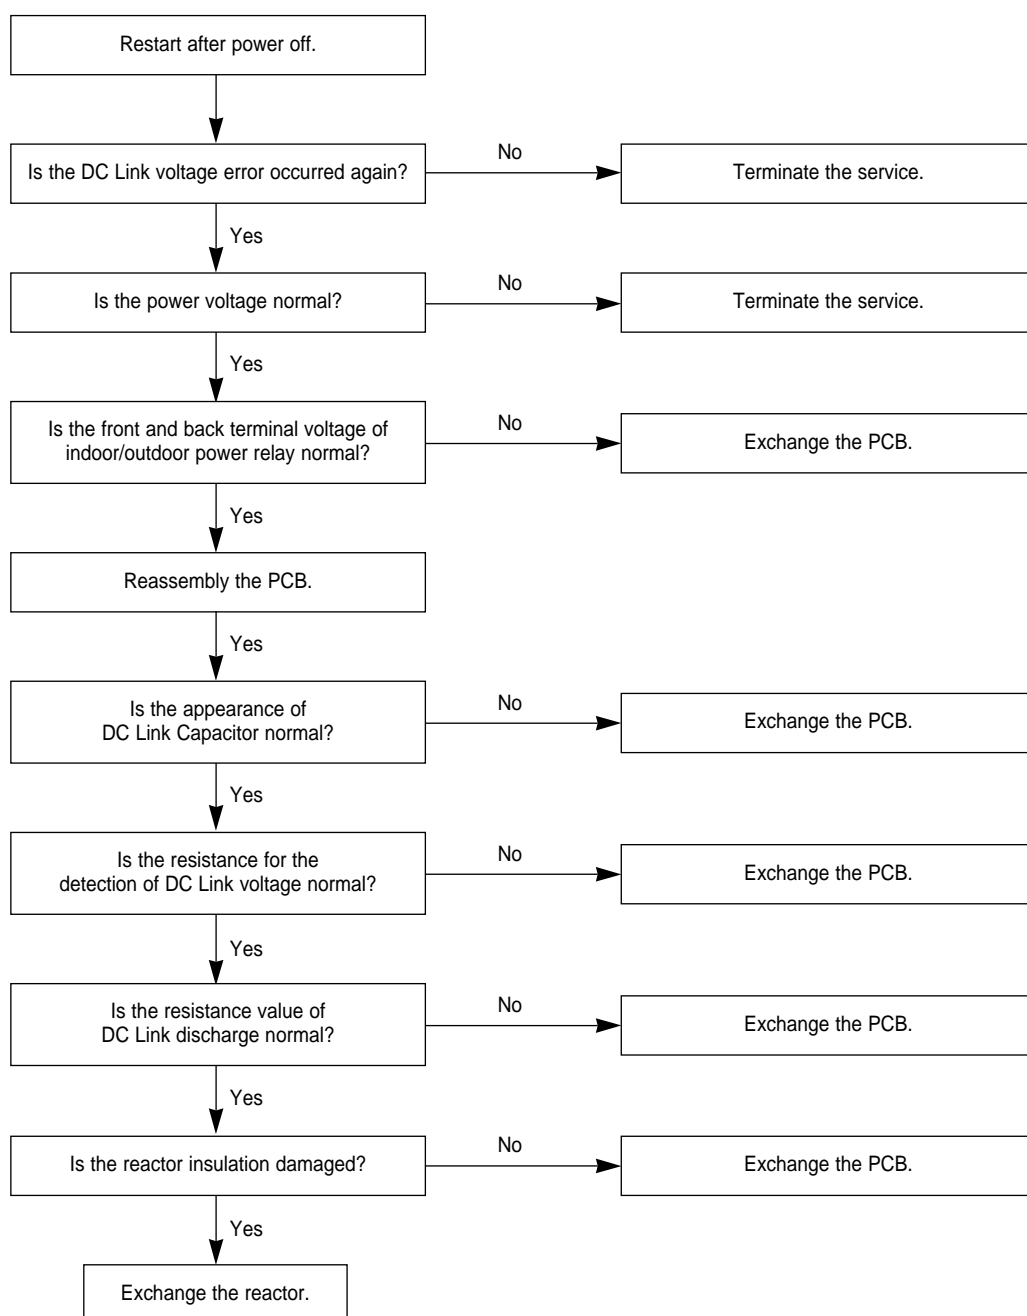 Restart after power off.
Is the DC Link voltage error occurred again?
No
Terminate the service.
Yes
Is the power voltage normal?
No
Terminate the service.
Yes
Is the front and back terminal voltage of
indoor/outdoor power relay normal?
No
Exchange the PCB.
Yes
Reassembly the PCB.
Yes
Is the appearance of
DC Link Capacitor normal?
No
Exchange the PCB.
Yes
Is the resistance for the
detection of DC Link voltage normal?
No
Exchange the PCB.
Yes
Is the resistance value of
DC Link discharge normal?
No
Exchange the PCB.
Yes
Is the reactor insulation damaged?
No
Exchange the PCB.
Yes
Exchange the reactor.